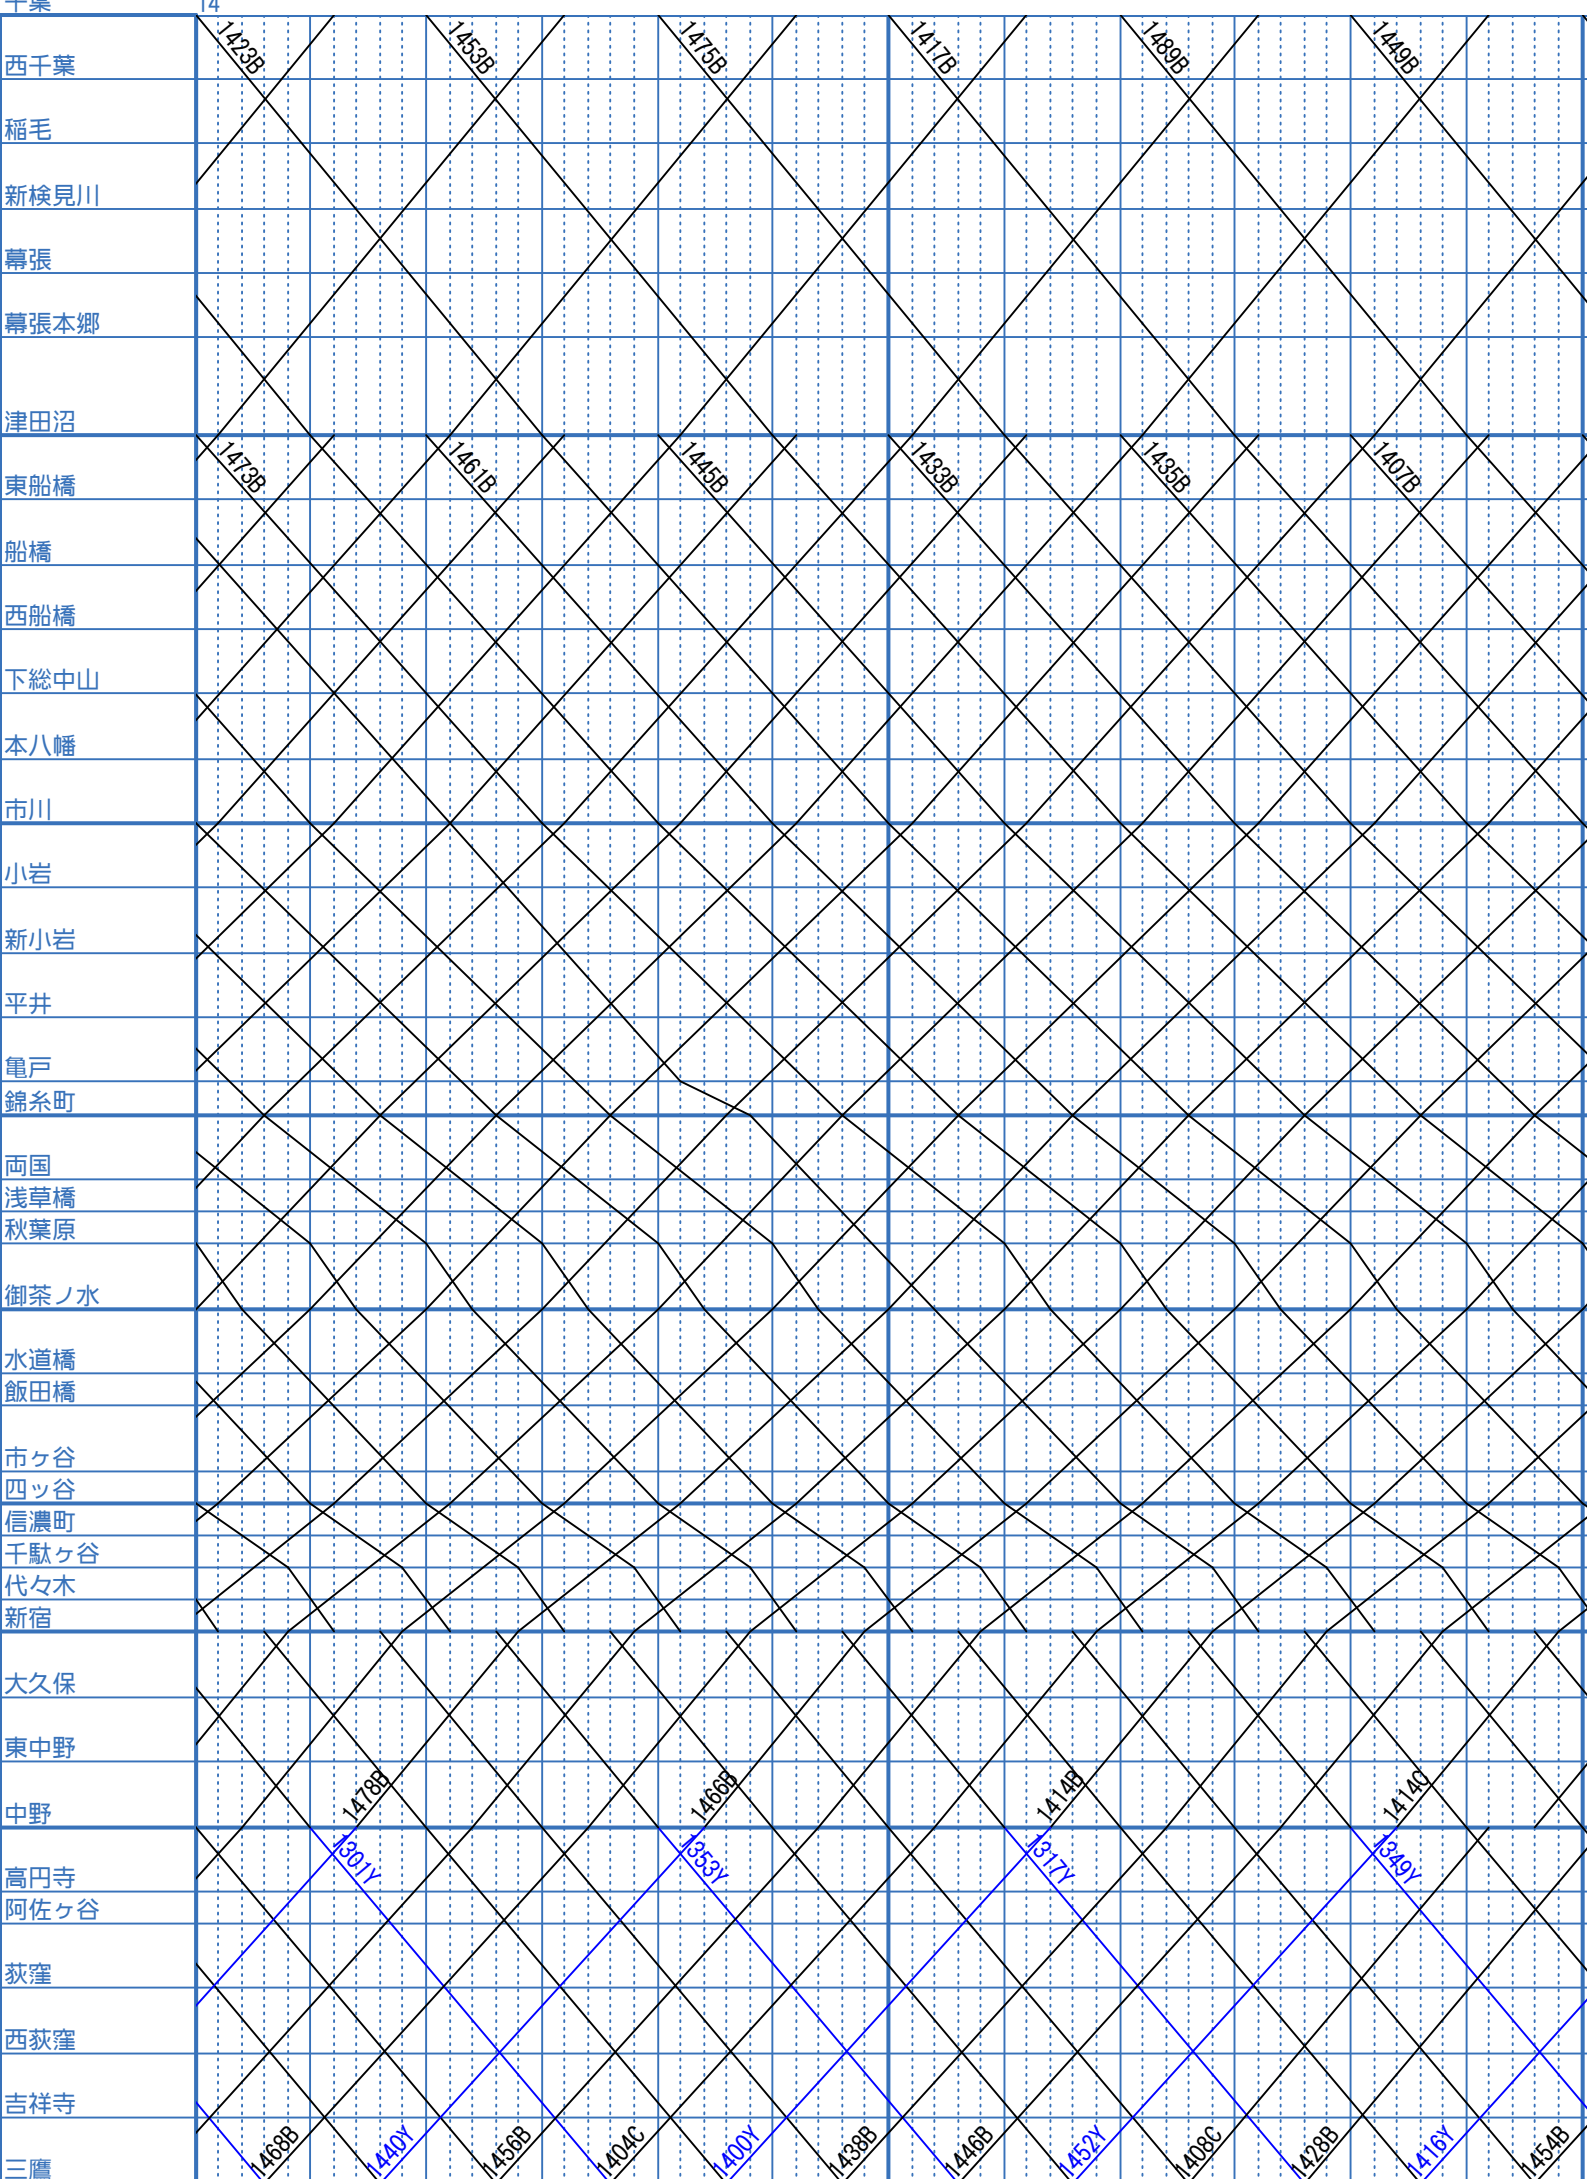 千葉 14
1423B 1453B 1475B 1417B 1489B 1449B
西千葉
稲毛
新検見川
幕張
幕張本郷
津田沼
1473B 1461B 1445B 1433B 1435B 1407B
東船橋
船橋
西船橋
下総中山
本八幡
市川
小岩
新小岩
平井
亀戸
錦糸町
両国
浅草橋
秋葉原
御茶ノ水
水道橋
飯田橋
市ヶ谷
四ッ谷
信濃町
千駄ヶ谷
代々木
新宿
大久保
東中野
1478B 1466B 1414B 1414C
中野
1301Y 1353Y 1317Y 1349Y
高円寺
阿佐ヶ谷
荻窪
西荻窪
吉祥寺
1468B 1440Y 1456B 1404C 1400Y 1438B 1446B 1452Y 1408C 1428B 1416Y 1454B
三鷹